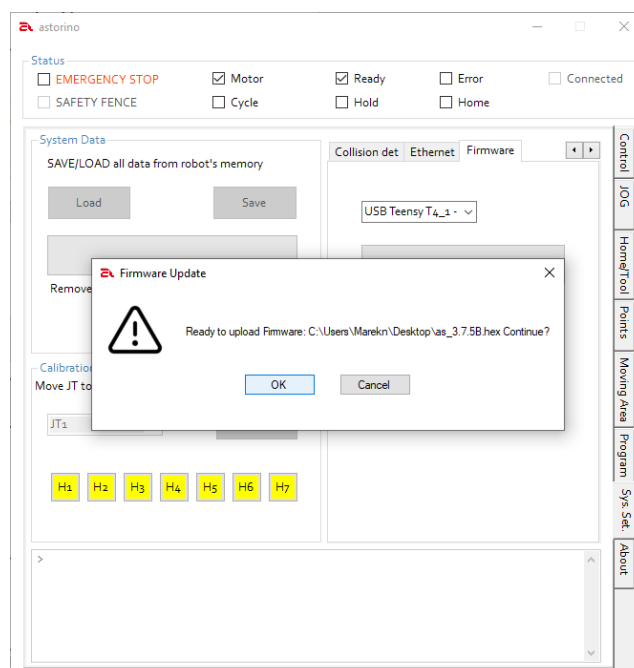 astorino
Status
EMERGENCY STOP
Motor
Ready
Error
Connected
SAFETY FENCE
Cycle
Hold
Home
System Data
SAVE/LOAD all data from robot's memory
Load
Save
Remove
Collision det
Ethernet
Firmware
USB Teensy T4_1 -
Firmware Update
Ready to upload Firmware: C:\Users\Marekn\Desktop\as_3.7.5B.hex Continue?
OK
Cancel
Calibratio
Move JT to
JT1
H1
H2
H3
H4
H5
H6
H7
>
Control
JOG
Home/Tool
Points
Moving Area
Program
Sys. Set.
About